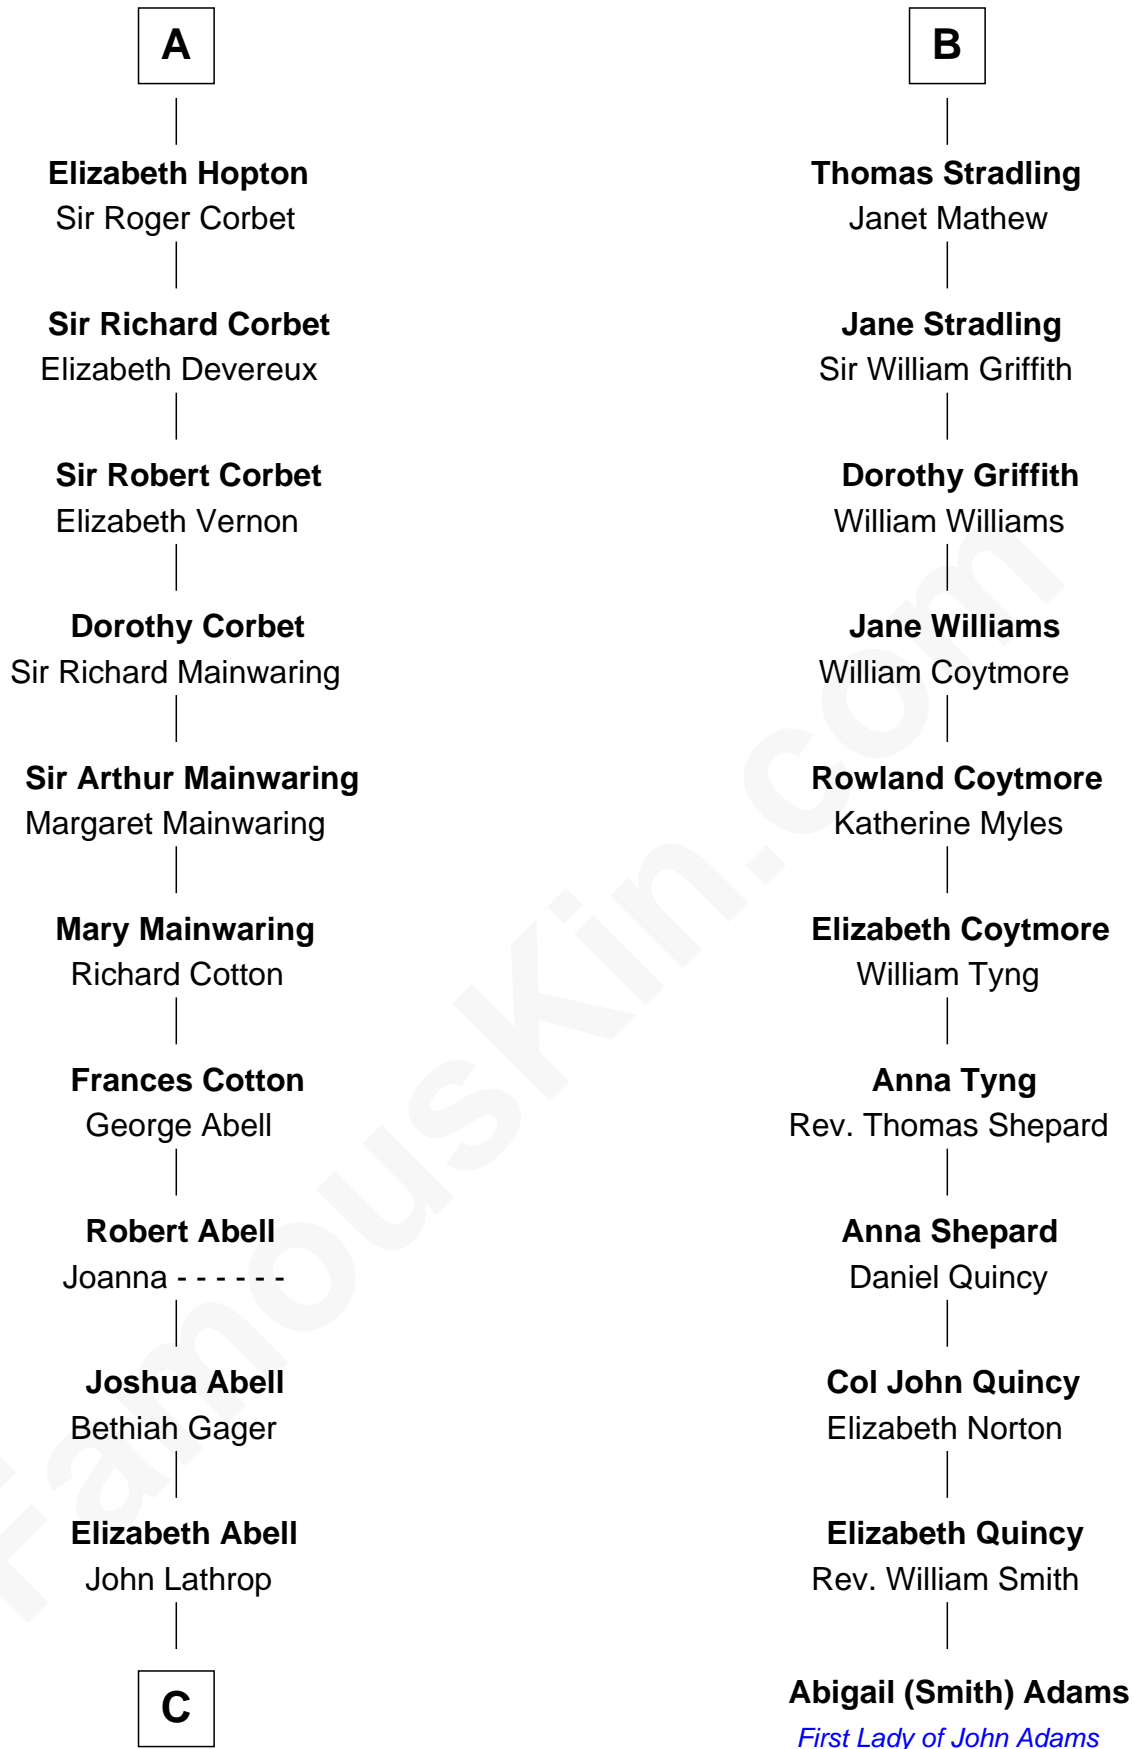 A
Elizabeth Hopton
Sir Roger Corbet
Sir Richard Corbet
Elizabeth Devereux
Sir Robert Corbet
Elizabeth Vernon
Dorothy Corbet
Sir Richard Mainwaring
Sir Arthur Mainwaring
Margaret Mainwaring
Mary Mainwaring
Richard Cotton
Frances Cotton
George Abell
Robert Abell
Joanna - - - - - -
Joshua Abell
Bethiah Gager
Elizabeth Abell
John Lathrop
C
B
Thomas Stradling
Janet Mathew
Jane Stradling
Sir William Griffith
Dorothy Griffith
William Williams
Jane Williams
William Coytmore
Rowland Coytmore
Katherine Myles
Elizabeth Coytmore
William Tyng
Anna Tyng
Rev. Thomas Shepard
Anna Shepard
Daniel Quincy
Col John Quincy
Elizabeth Norton
Elizabeth Quincy
Rev. William Smith
Abigail (Smith) Adams
First Lady of John Adams
FamousKin.com